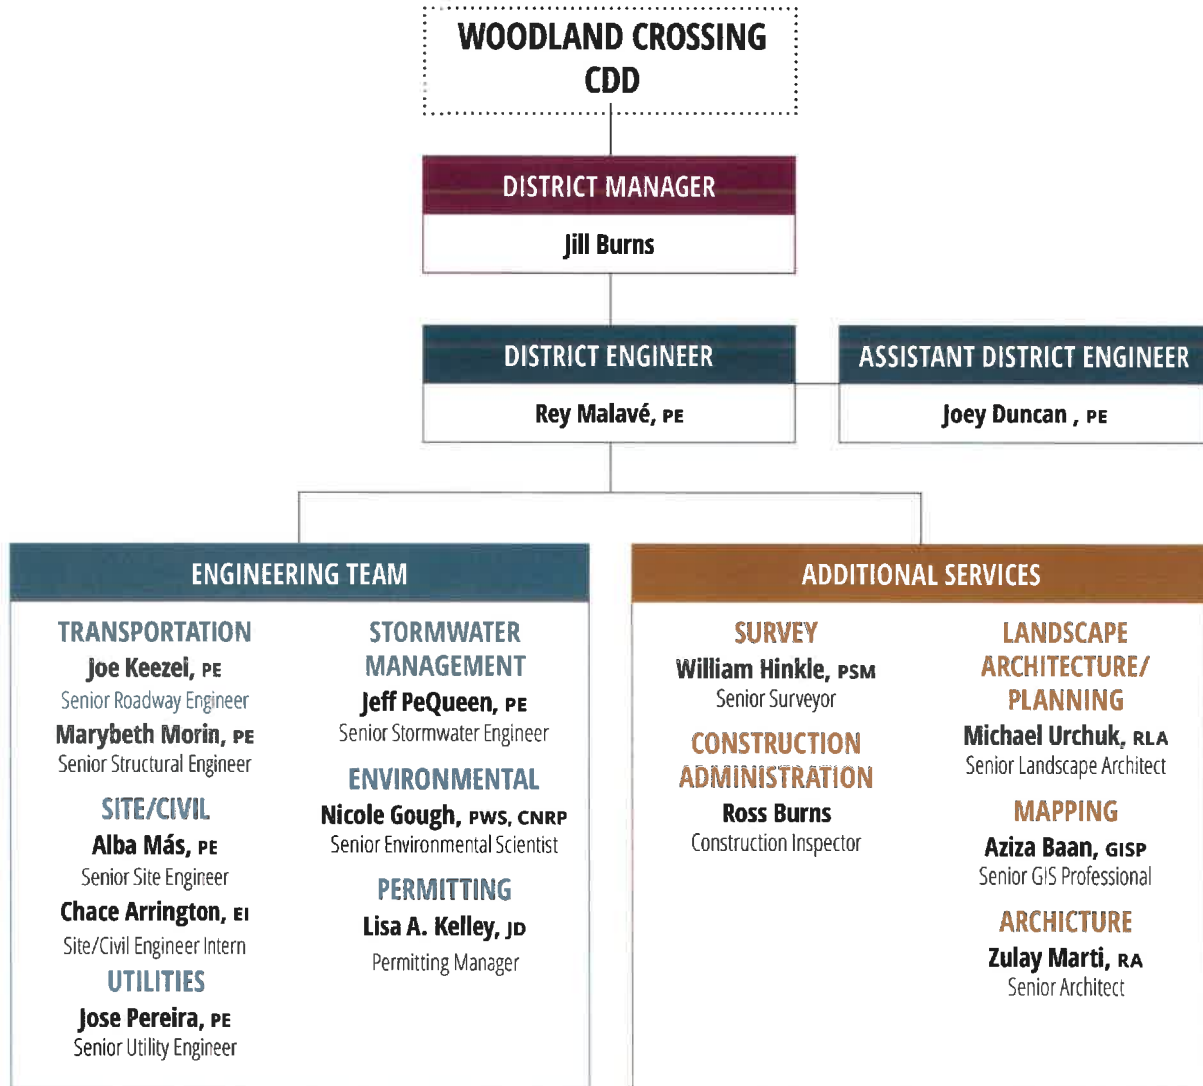 WOODLAND CROSSING
CDD
DISTRICT MANAGER
Jill Burns
DISTRICT ENGINEER
Rey Malavé, PE
ASSISTANT DISTRICT ENGINEER
Joey Duncan , PE
ENGINEERING TEAM
TRANSPORTATION
Joe Keezel, PE
Senior Roadway Engineer
Marybeth Morin, PE
Senior Structural Engineer
SITE/CIVIL
Alba Más, PE
Senior Site Engineer
Chace Arrington, EI
Site/Civil Engineer Intern
UTILITIES
Jose Pereira, PE
Senior Utility Engineer
STORMWATER
MANAGEMENT
Jeff PeQueen, PE
Senior Stormwater Engineer
ENVIRONMENTAL
Nicole Gough, PWS, CNRP
Senior Environmental Scientist
PERMITTING
Lisa A. Kelley, JD
Permitting Manager
ADDITIONAL SERVICES
SURVEY
William Hinkle, PSM
Senior Surveyor
CONSTRUCTION
ADMINISTRATION
Ross Burns
Construction Inspector
LANDSCAPE
ARCHITECTURE/
PLANNING
Michael Urchuk, RLA
Senior Landscape Architect
MAPPING
Aziza Baan, GISP
Senior GIS Professional
ARCHICTURE
Zulay Marti, RA
Senior Architect